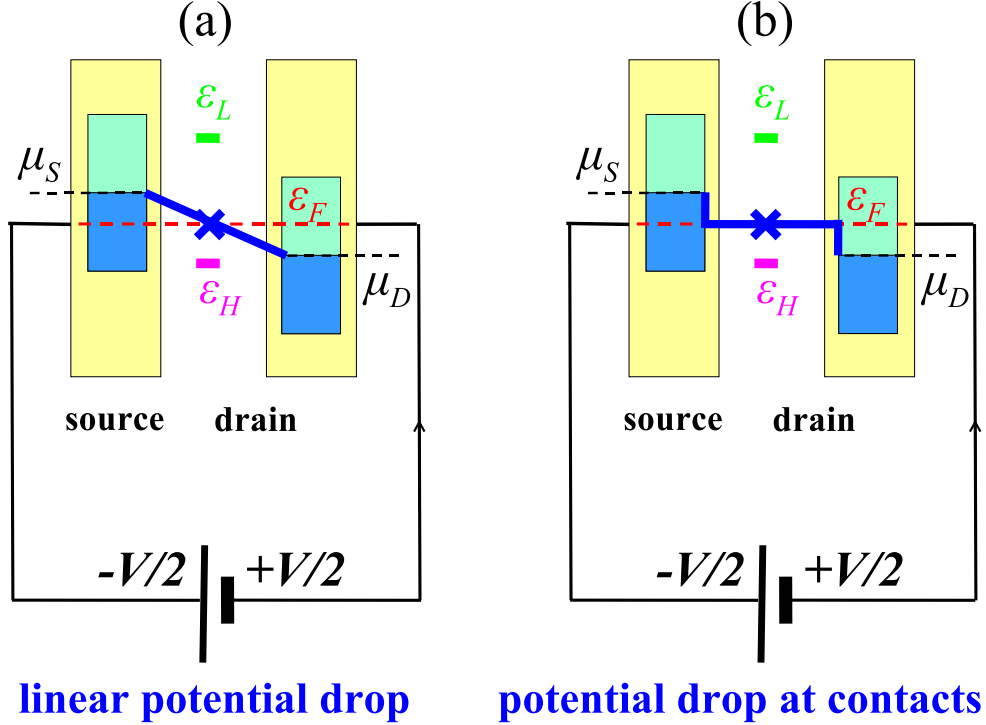 (a)
ε_L
μ_S
ε_F
ε_H
μ_D
source drain
-V/2 +V/2
linear potential drop
(b)
ε_L
μ_S
ε_F
ε_H
μ_D
source drain
-V/2 +V/2
potential drop at contacts